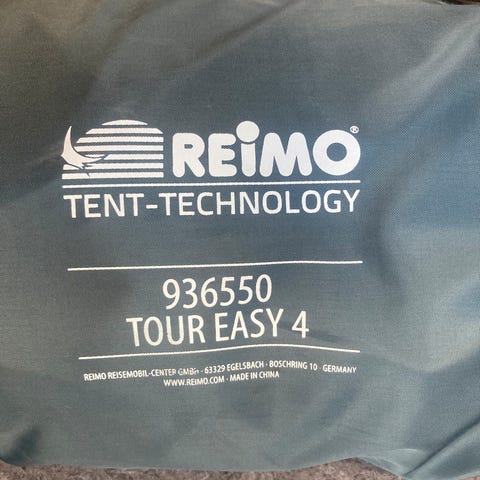 REiMO®
TENT-TECHNOLOGY
936550
TOUR EASY 4
REIMO REISEMOBIL-CENTER GMBH · 63329 EGELSBACH · BOSCHRING 10 · GERMANY
WWW.REIMO.COM · MADE IN CHINA